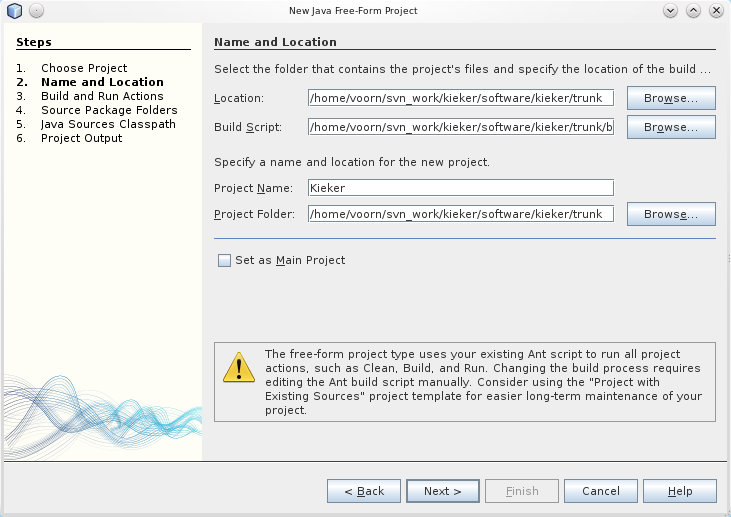 New Java Free-Form Project
Steps
1. Choose Project
2. Name and Location
3. Build and Run Actions
4. Source Package Folders
5. Java Sources Classpath
6. Project Output
Name and Location
Select the folder that contains the project's files and specify the location of the build ...
Location: /home/voorn/svn_work/kieker/software/kieker/trunk Browse...
Build Script: /home/voorn/svn_work/kieker/software/kieker/trunk/b Browse...
Specify a name and location for the new project.
Project Name: Kieker
Project Folder: /home/voorn/svn_work/kieker/software/kieker/trunk Browse...
Set as Main Project
The free-form project type uses your existing Ant script to run all project
actions, such as Clean, Build, and Run. Changing the build process requires
editing the Ant build script manually. Consider using the "Project with
Existing Sources" project template for easier long-term maintenance of your
project.
< Back Next > Finish Cancel Help